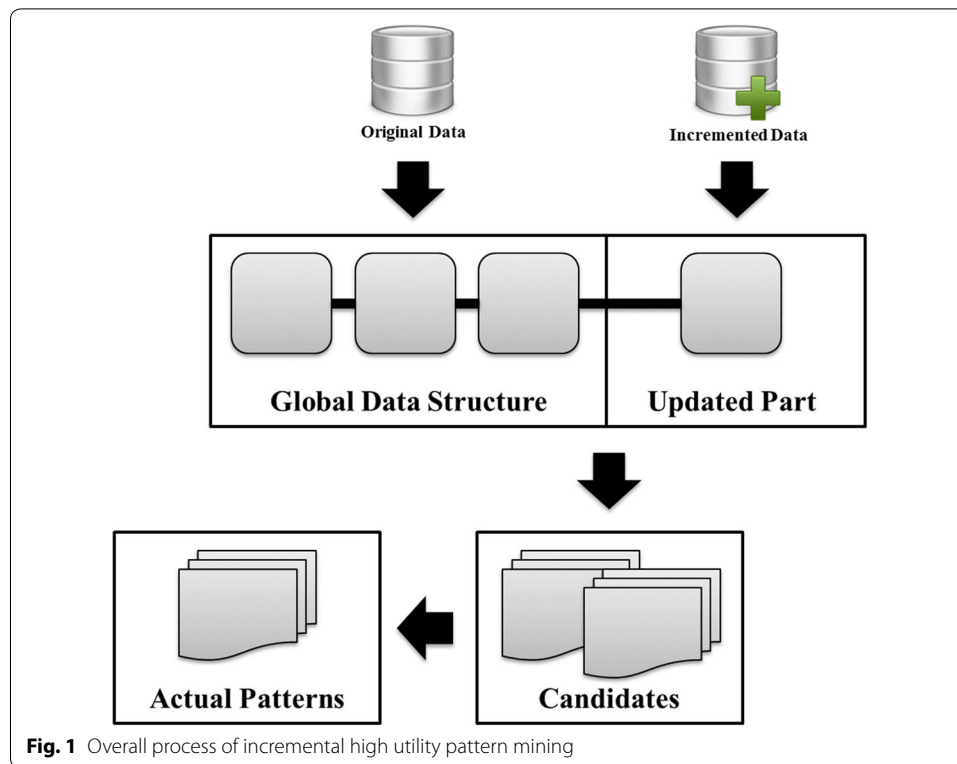 Original Data
Incremented Data
Global Data Structure
Updated Part
Actual Patterns
Candidates
Fig. 1 Overall process of incremental high utility pattern mining